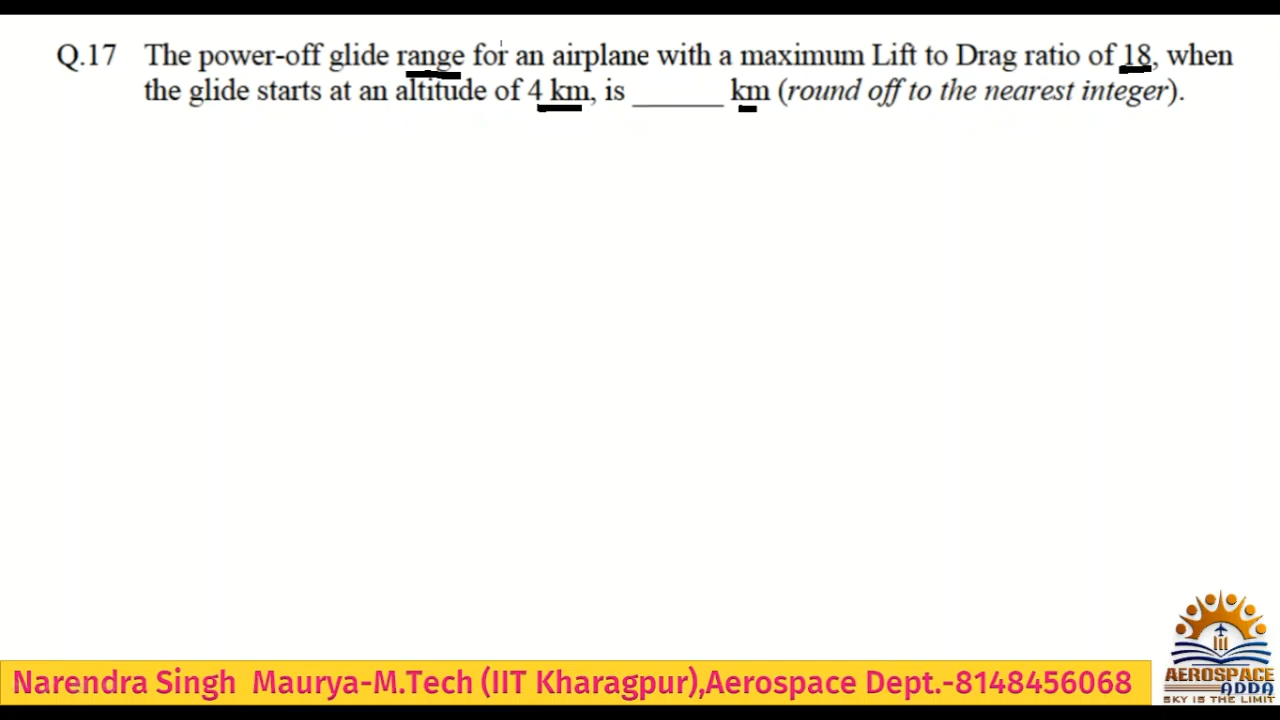 Q.17 The power-off glide range for an airplane with a maximum Lift to Drag ratio of 18, when
the glide starts at an altitude of 4 km, is _______ km (round off to the nearest integer).
Narendra Singh Maurya-M.Tech (IIT Kharagpur),Aerospace Dept.-8148456068
AEROSPACE
ADDA
SKY IS THE LIMIT